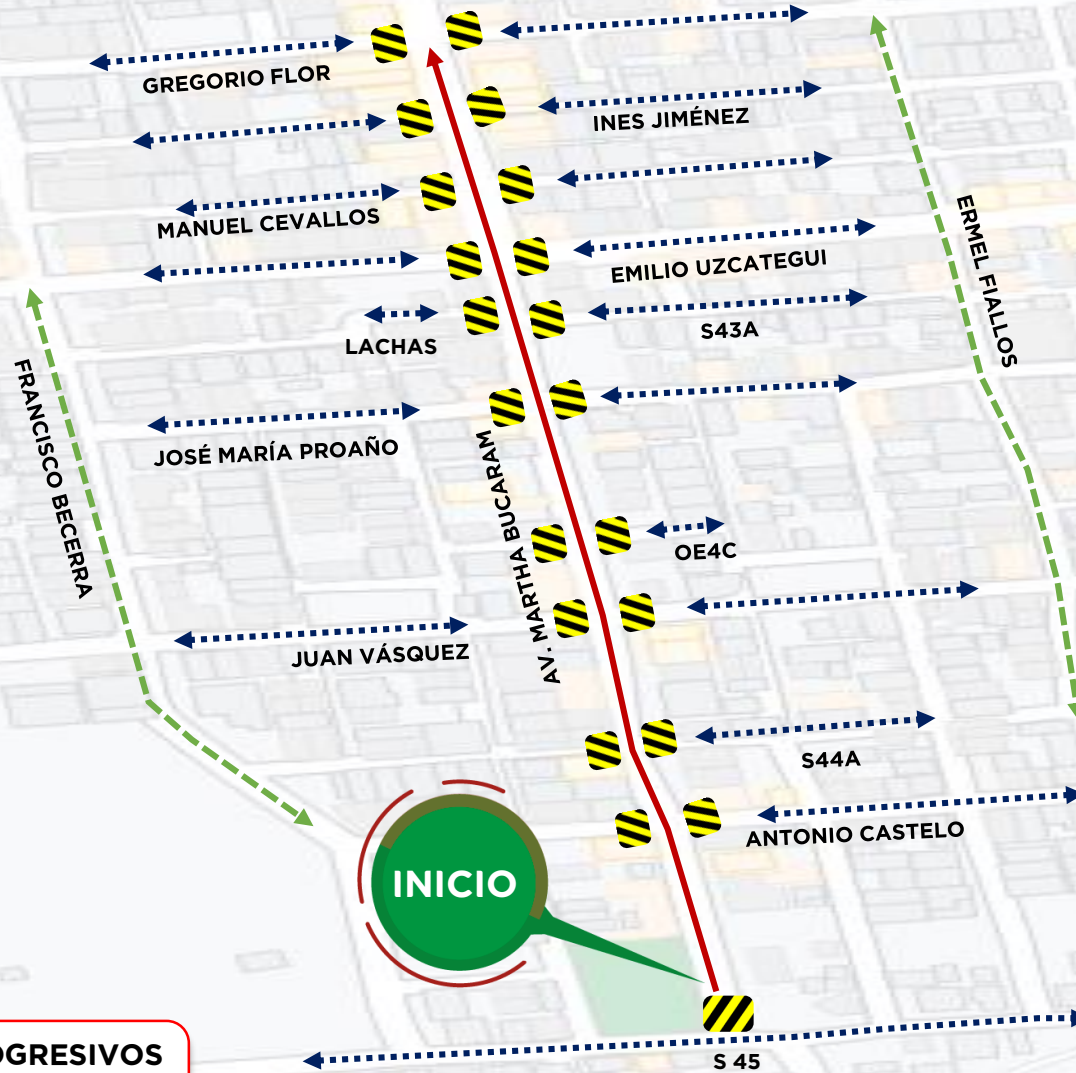 GREGORIO FLOR
INES JIMÉNEZ
MANUEL CEVALLOS
ERMEL FIALLOS
EMILIO UZCATEGUI
S43A
LACHAS
FRANCISCO BECERRA
JOSÉ MARÍA PROAÑO
AV. MARTHA BUCARAM
OE4C
JUAN VÁSQUEZ
S44A
ANTONIO CASTELO
INICIO
OGRESIVOS
S 45